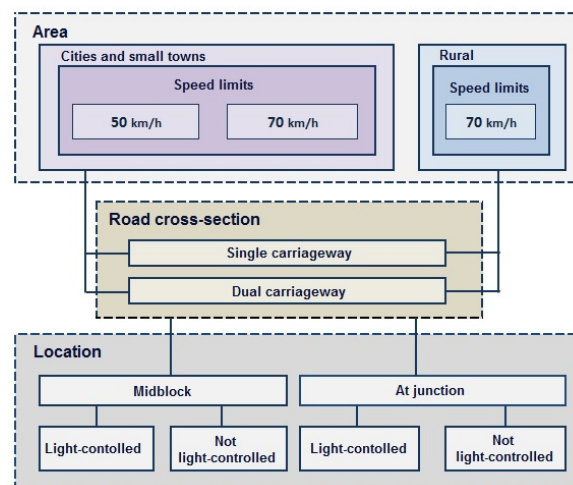 Area
Cities and small towns
Speed limits
50 km/h
70 km/h
Rural
Speed limits
70 km/h
Road cross-section
Single carriageway
Dual carriageway
Location
Midblock
At junction
Light-contolled
Not
light-controlled
Light-contolled
Not
light-controlled